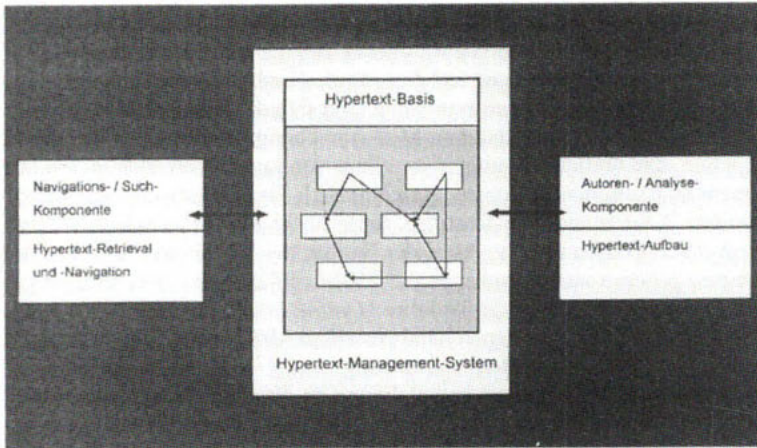 Hypertext-Basis
Navigations- / Such-
Komponente
Hypertext-Retrieval
und -Navigation
Autoren- / Analyse-
Komponente
Hypertext-Aufbau
Hypertext-Management-System